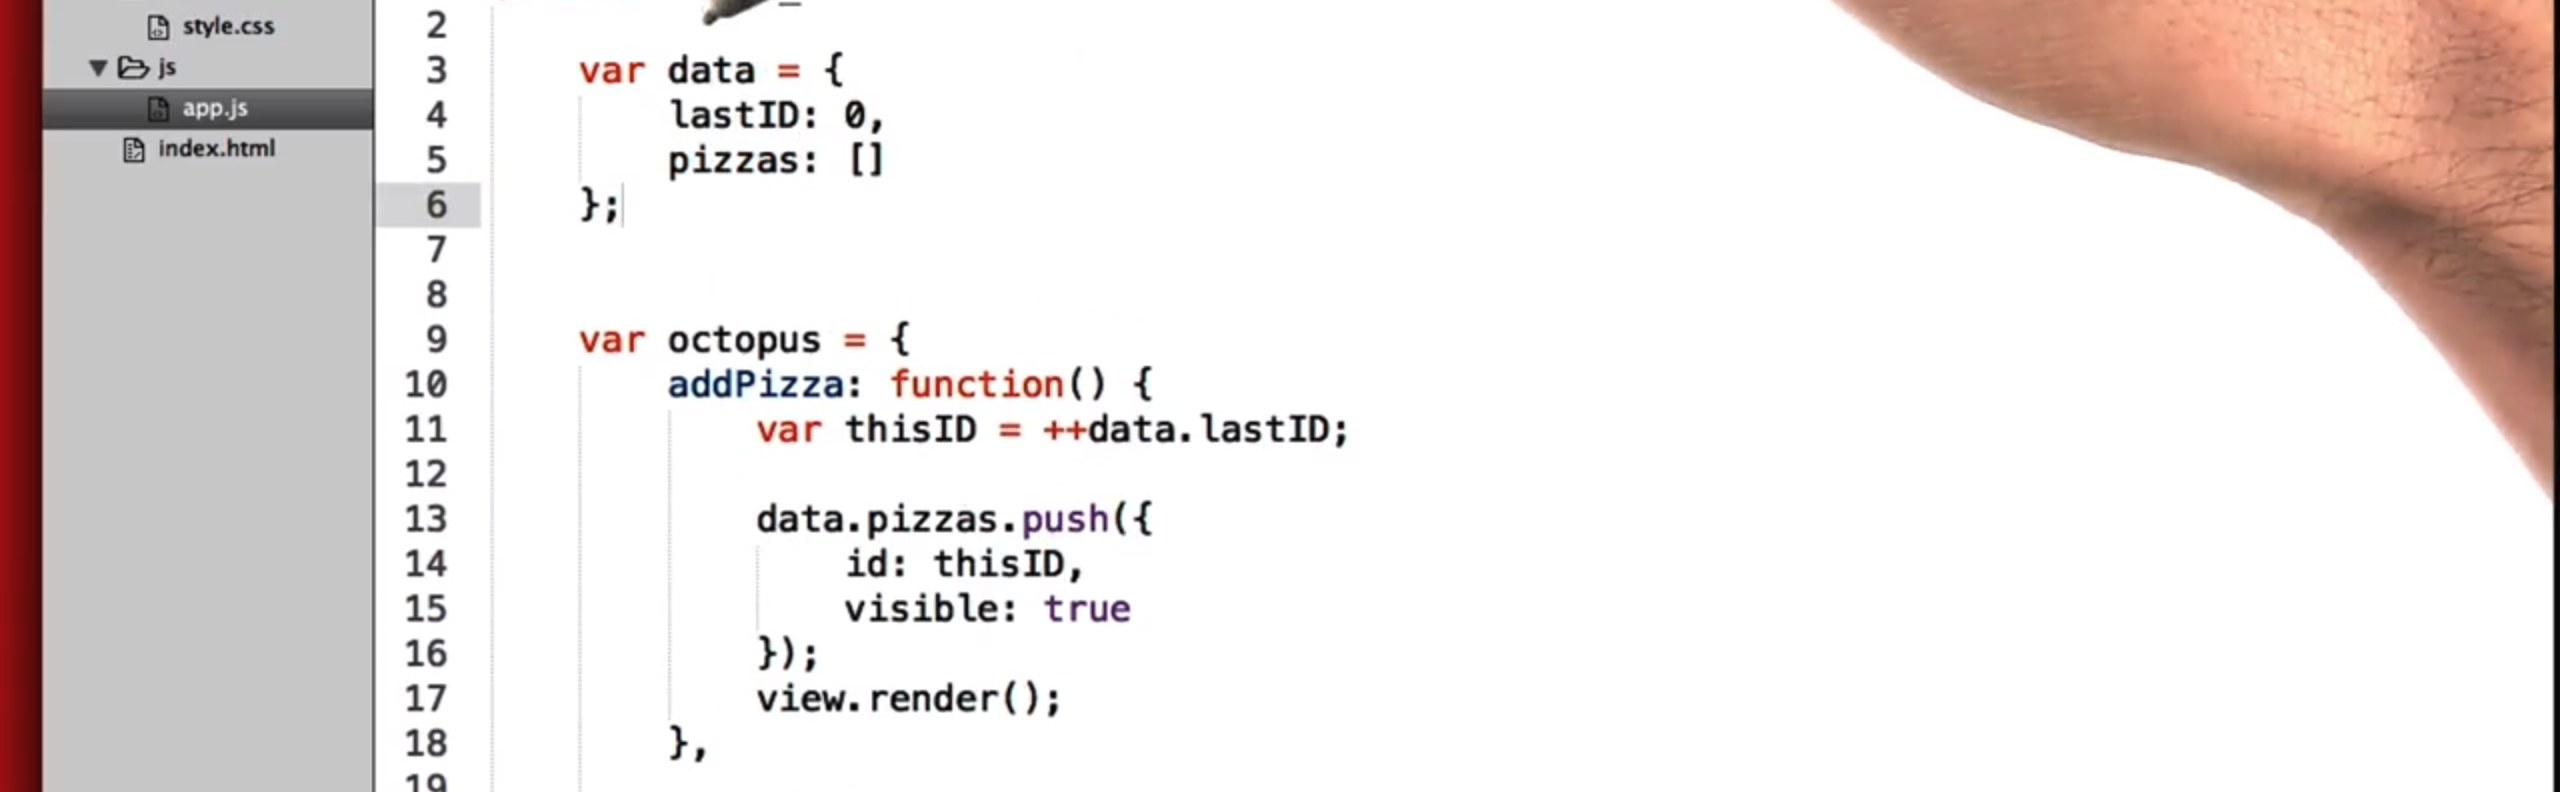 style.css
js
app.js
index.html
2
3 var data = {
4 lastID: 0,
5 pizzas: []
6 };
7
8
9 var octopus = {
10 addPizza: function() {
11 var thisID = ++data.lastID;
12
13 data.pizzas.push({
14 id: thisID,
15 visible: true
16 });
17 view.render();
18 },
19